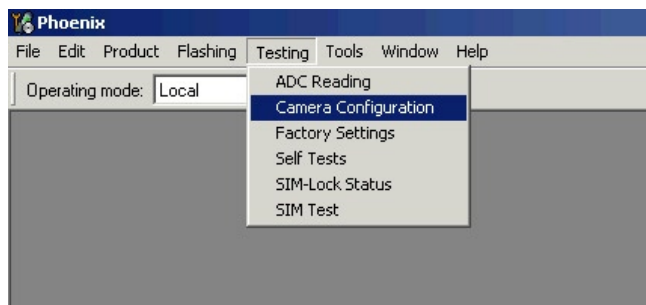 Phoenix
File Edit Product Flashing Testing Tools Window Help
Operating mode: Local
ADC Reading
Camera Configuration
Factory Settings
Self Tests
SIM-Lock Status
SIM Test